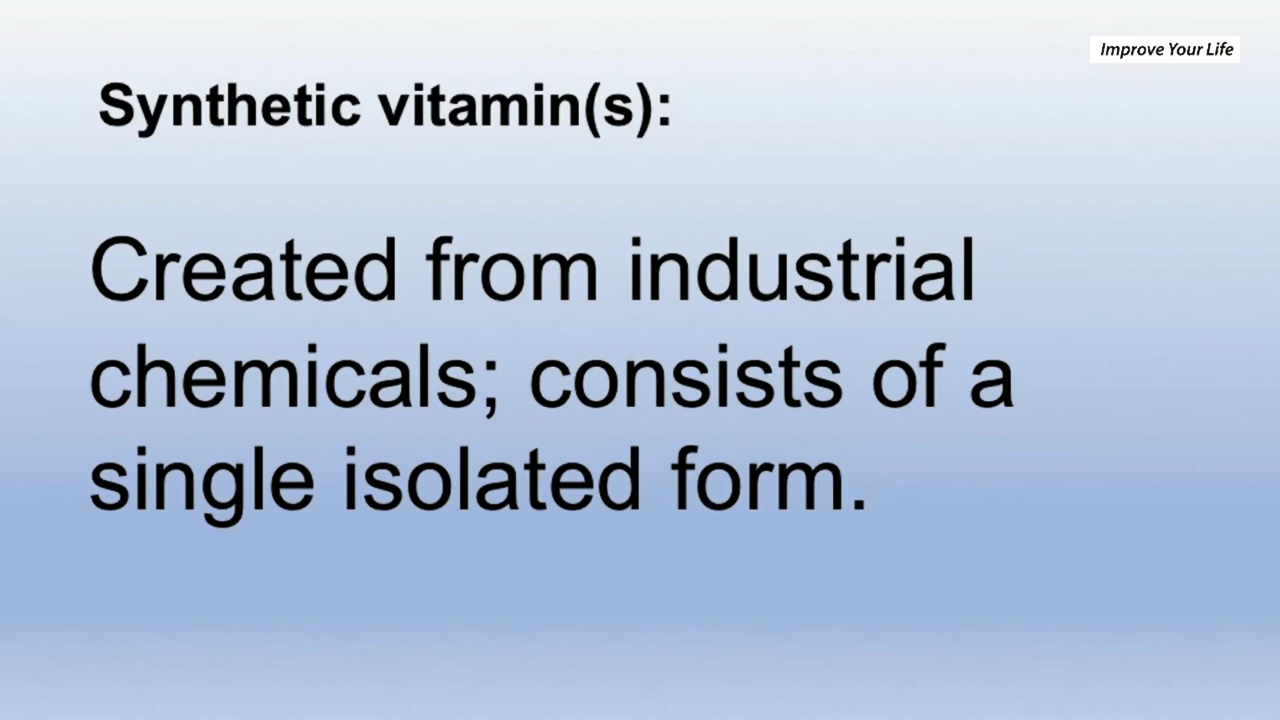 Improve Your Life
Synthetic vitamin(s):
Created from industrial
chemicals; consists of a
single isolated form.